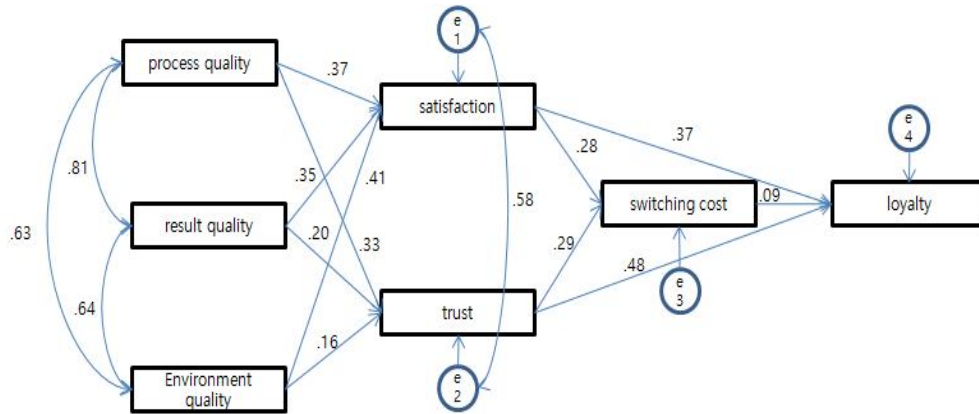 e
1
process quality
.37
satisfaction
e
4
.81
.35
.41
.28
.37
.58
switching cost
.09
loyalty
result quality
.63
.20
.33
.29
.48
e
3
.64
trust
.16
Environment
quality
e
2